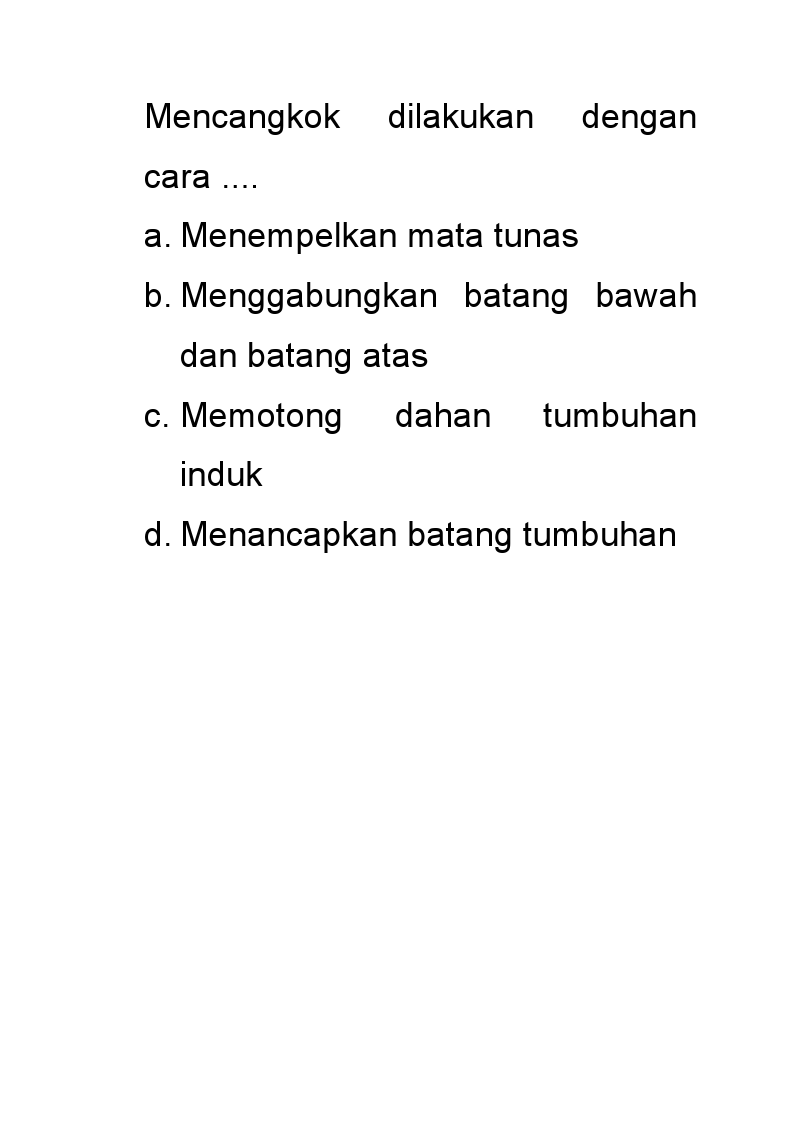 Mencangkok dilakukan dengan
cara ....
a. Menempelkan mata tunas
b. Menggabungkan batang bawah
dan batang atas
c. Memotong dahan tumbuhan
induk
d. Menancapkan batang tumbuhan